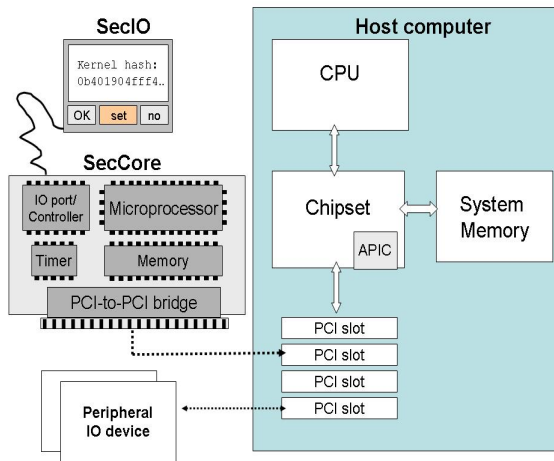 SecIO
Kernel hash:
0b401904fff4..
OK set no
SecCore
IO port/
Controller
Microprocessor
Timer
Memory
PCI-to-PCI bridge
Peripheral
IO device
Host computer
CPU
Chipset
APIC
System
Memory
PCI slot
PCI slot
PCI slot
PCI slot